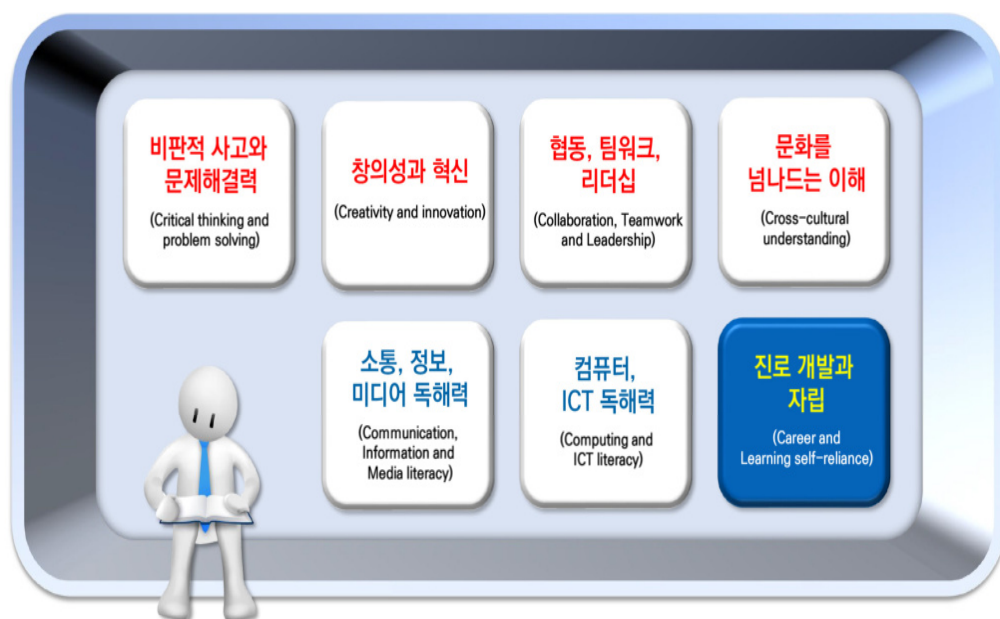 비판적 사고와
문제해결력
(Critical thinking and
problem solving)
창의성과 혁신
(Creativity and innovation)
협동, 팀워크,
리더십
(Collaboration, Teamwork
and Leadership)
문화를
넘나드는 이해
(Cross-cultural
understanding)
소통, 정보,
미디어 독해력
(Communication,
Information and
Media literacy)
컴퓨터,
ICT 독해력
(Computing and
ICT literacy)
진로 개발과
자립
(Career and
Learning self-reliance)